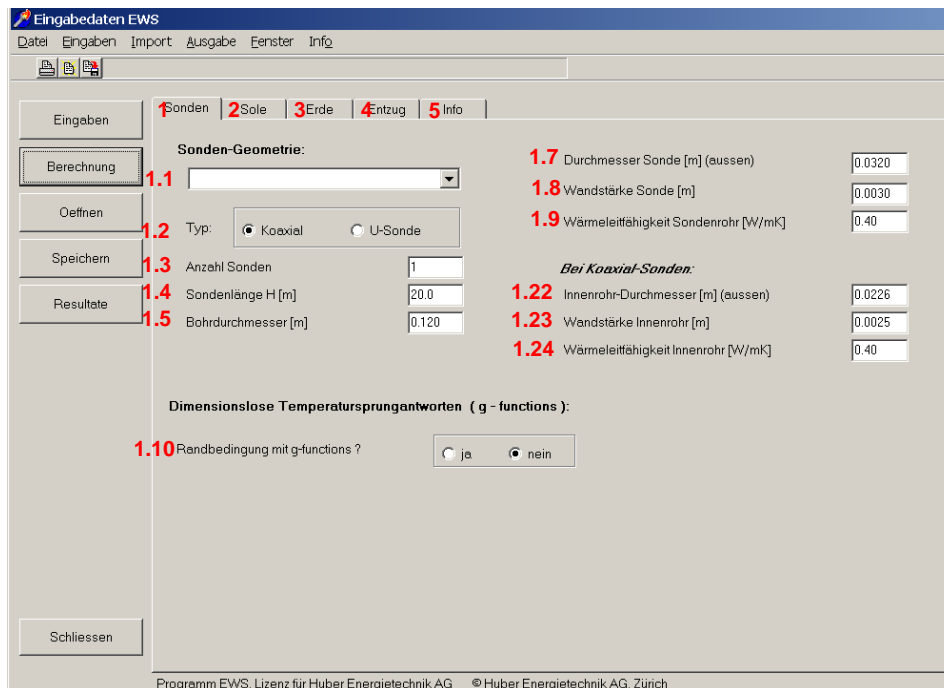 Eingabedaten EWS
Datei Eingaben Import Ausgabe Fenster Info
1 Sonden 2 Sole 3 Erde 4 Entzug 5 Info
Eingaben
Berechnung
Oeffnen
Speichern
Resultate
Schliessen
Sonden-Geometrie:
1.1
1.2 Typ: Koaxial U-Sonde
1.3 Anzahl Sonden 1
1.4 Sondenlänge H [m] 20.0
1.5 Bohrdurchmesser [m] 0.120
1.7 Durchmesser Sonde [m] (aussen) 0.0320
1.8 Wandstärke Sonde [m] 0.0030
1.9 Wärmeleitfähigkeit Sondenrohr [W/mK] 0.40
Bei Koaxial-Sonden:
1.22 Innenrohr-Durchmesser [m] (aussen) 0.0226
1.23 Wandstärke Innenrohr [m] 0.0025
1.24 Wärmeleitfähigkeit Innenrohr [W/mK] 0.40
Dimensionslose Temperatursprungantworten ( g - functions ):
1.10 Randbedingung mit g-functions ? ja nein
Programm EWS. Lizenz für Huber Energietechnik AG © Huber Energietechnik AG, Zürich